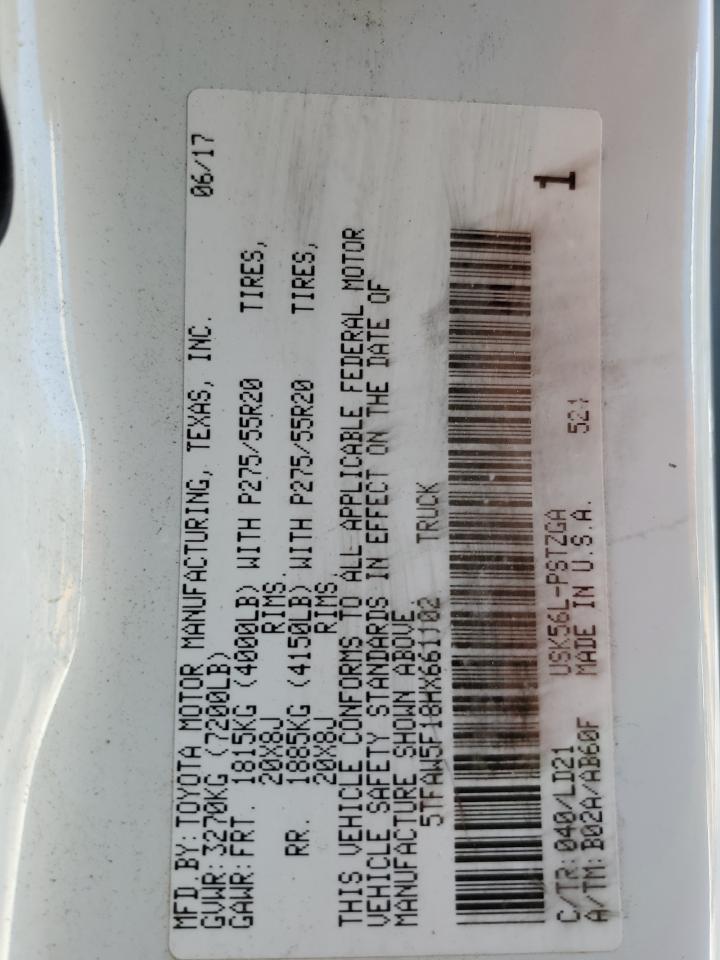 MFD.BY:TOYOTA MOTOR MANUFACTURING, TEXAS, INC. 06/17
GVWR:3270KG (7200LB)
GAWR:FRT. 1815KG (4000LB) WITH P275/55R20 TIRES,
20X8J RIMS.
RR. 1885KG (4150LB) WITH P275/55R20 TIRES,
20X8J RIMS.
THIS VEHICLE CONFORMS TO ALL APPLICABLE FEDERAL MOTOR
VEHICLE SAFETY STANDARDS IN EFFECT ON THE DATE OF
MANUFACTURE SHOWN ABOVE
TRUCK
C/TR:040/LD21 USK56L-PSTZGA 1
A/TM:B02A/AB60F MADE IN U.S.A.